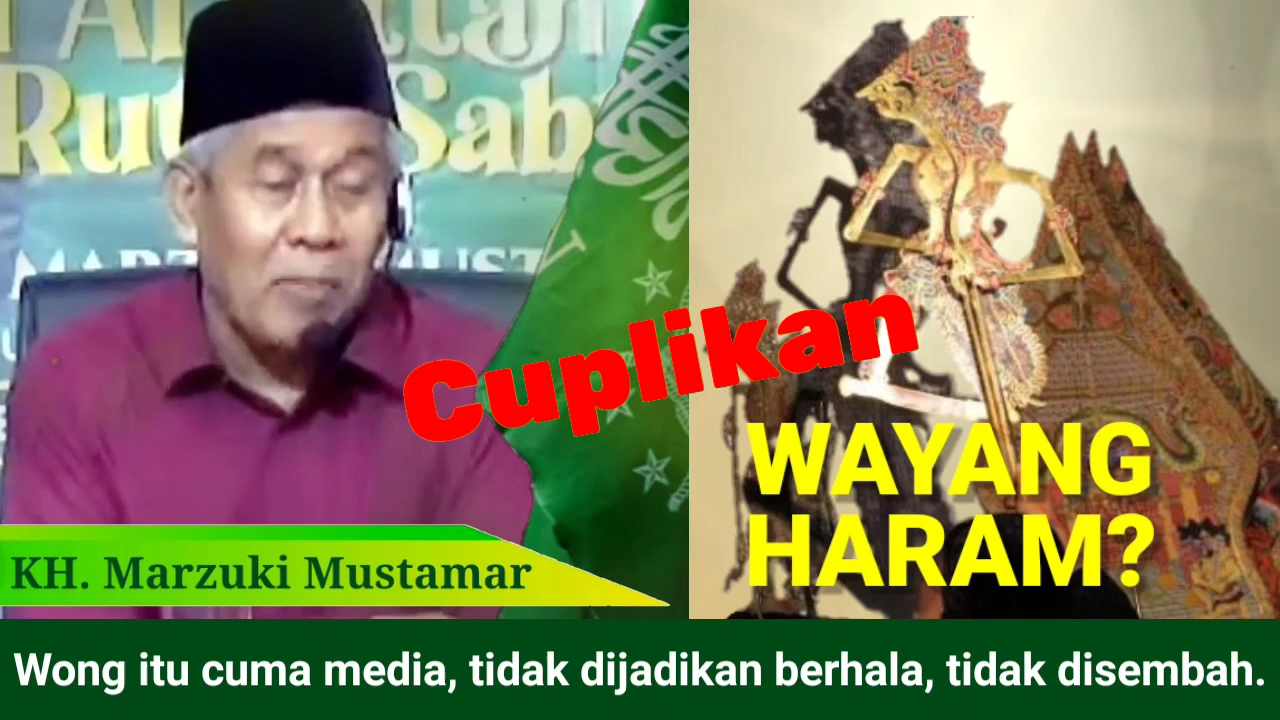 Cuplikan
WAYANG
HARAM?
KH. Marzuki Mustamar
Wong itu cuma media, tidak dijadikan berhala, tidak disembah.